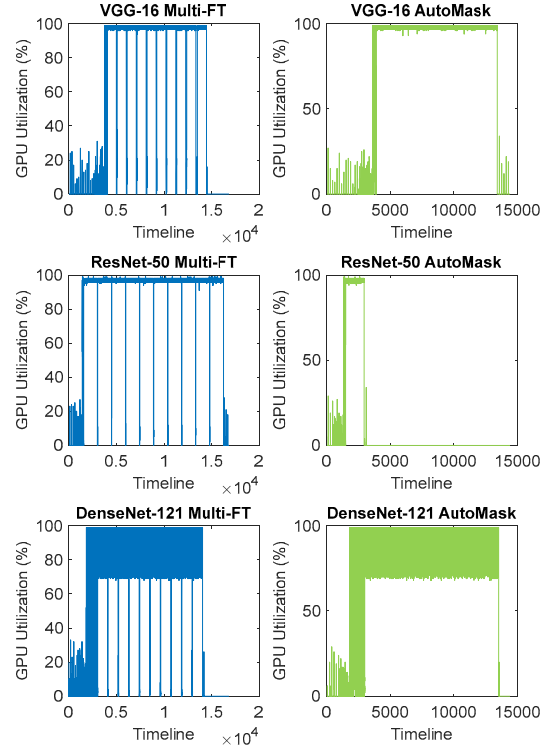 VGG-16 Multi-FT
GPU Utilization (%)
100
80
60
40
20
0
0 0.5 1 1.5 2
Timeline ×10^4
VGG-16 AutoMask
GPU Utilization (%)
100
50
0
0 5000 10000 15000
Timeline
ResNet-50 Multi-FT
GPU Utilization (%)
100
80
60
40
20
0
0 0.5 1 1.5 2
Timeline ×10^4
ResNet-50 AutoMask
GPU Utilization (%)
100
50
0
0 5000 10000 15000
Timeline
DenseNet-121 Multi-FT
GPU Utilization (%)
100
80
60
40
20
0
0 0.5 1 1.5 2
Timeline ×10^4
DenseNet-121 AutoMask
GPU Utilization (%)
100
50
0
0 5000 10000 15000
Timeline